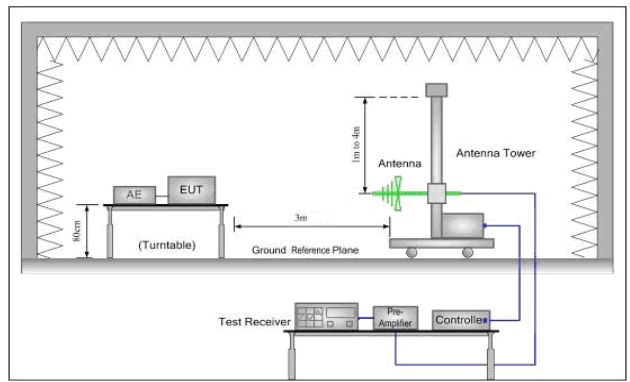 1m to 4m
Antenna
Antenna Tower
AE
EUT
80cm
(Turntable)
3m
Ground Reference Plane
Test Receiver
Pre-
Amplifier
Controller